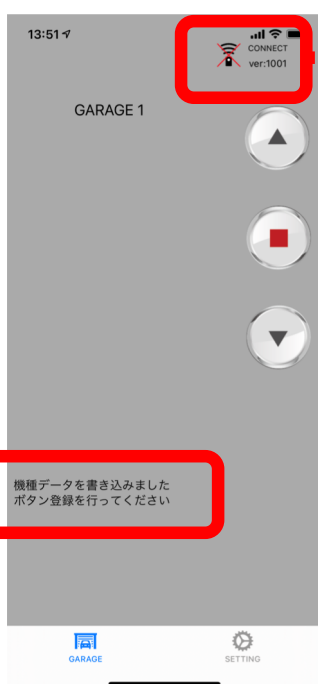 13:51
CONNECT
ver:1001
GARAGE 1
機種データを書き込みました
ボタン登録を行ってください
GARAGE
SETTING